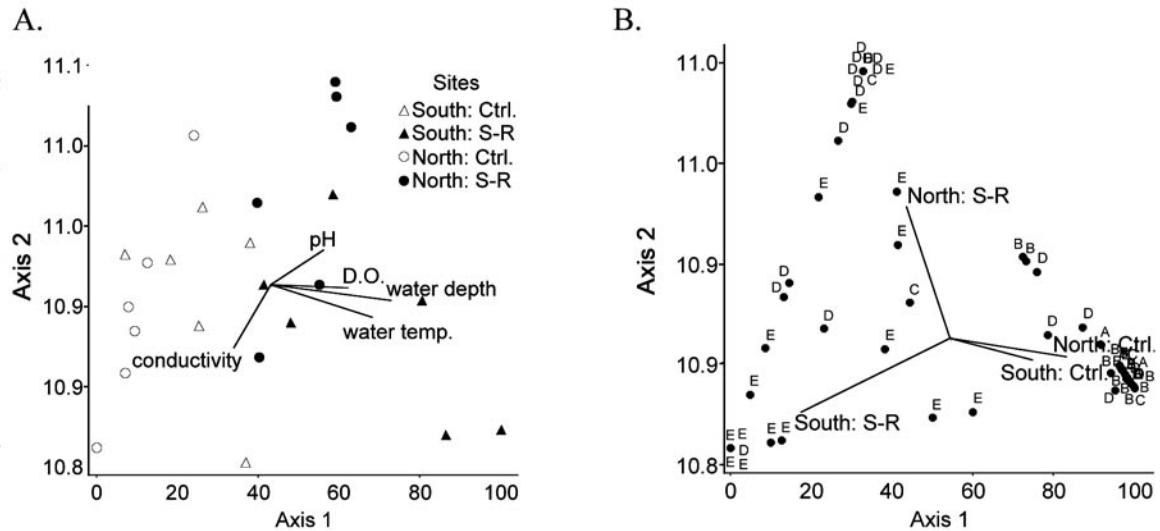 A.
11.1
11.0
11.0
10.9
10.9
10.8
Axis 2
0 20 40 60 80 100
Axis 1
Sites
South: Ctrl.
South: S-R
North: Ctrl.
North: S-R
pH
D.O.
water depth
water temp.
conductivity
B.
11.0
11.0
10.9
10.9
10.8
Axis 2
0 20 40 60 80 100
Axis 1
D
D D
D E
D C
D
E
D
E
E
North: S-R
E
B B
D
D
D
C
D
D
D
A
E
E
North: Ctrl.
South: Ctrl.
E
E E
South: S-R
E E
E E
D
E
D
B
C